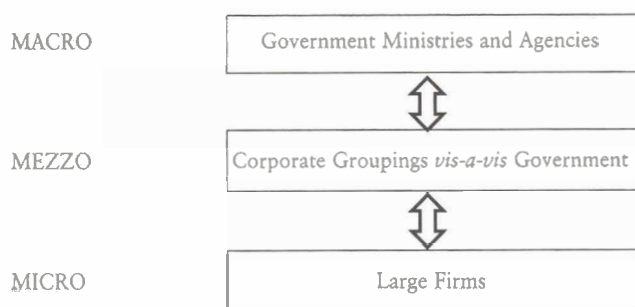 MACRO
Government Ministries and Agencies
MEZZO
Corporate Groupings vis-a-vis Government
MICRO
Large Firms